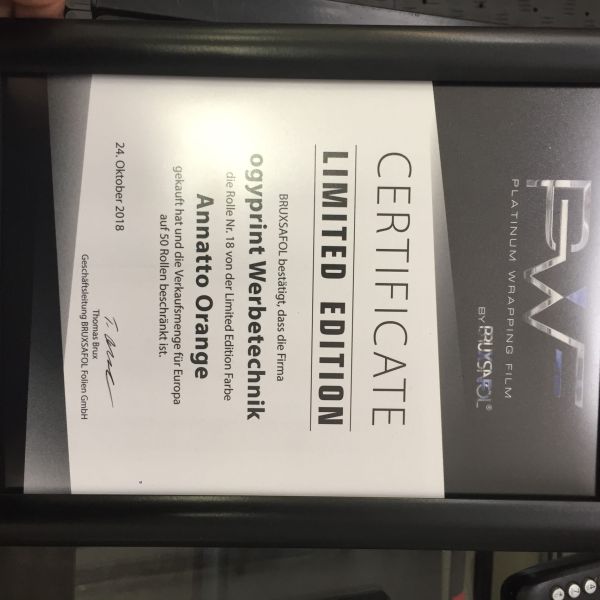 PWF
PLATINUM WRAPPING FILM
BY BRUXSAFOL®
CERTIFICATE
LIMITED EDITION
BRUXSAFOL bestätigt, dass die Firma
ogyprint Werbetechnik
die Rolle Nr. 18 von der Limited Edition Farbe
Annatto Orange
gekauft hat und die Verkaufsmenge für Europa
auf 50 Rollen beschränkt ist.
24. Oktober 2018
Thomas Brux
Geschäftsleitung BRUXSAFOL Folien GmbH